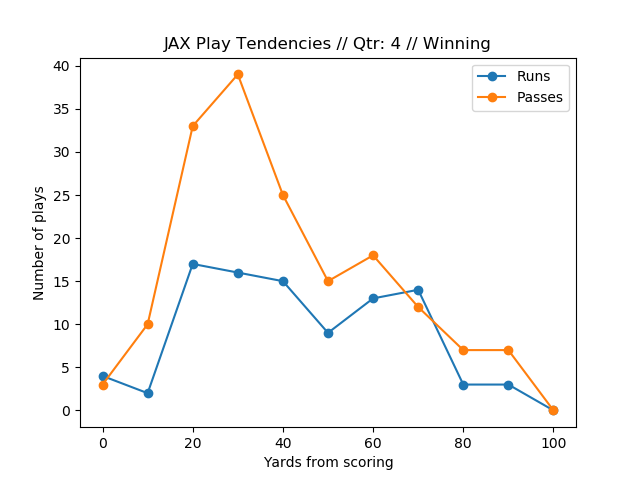 JAX Play Tendencies // Qtr: 4 // Winning
Runs
Passes
Number of plays
40
35
30
25
20
15
10
5
0
0 20 40 60 80 100
Yards from scoring